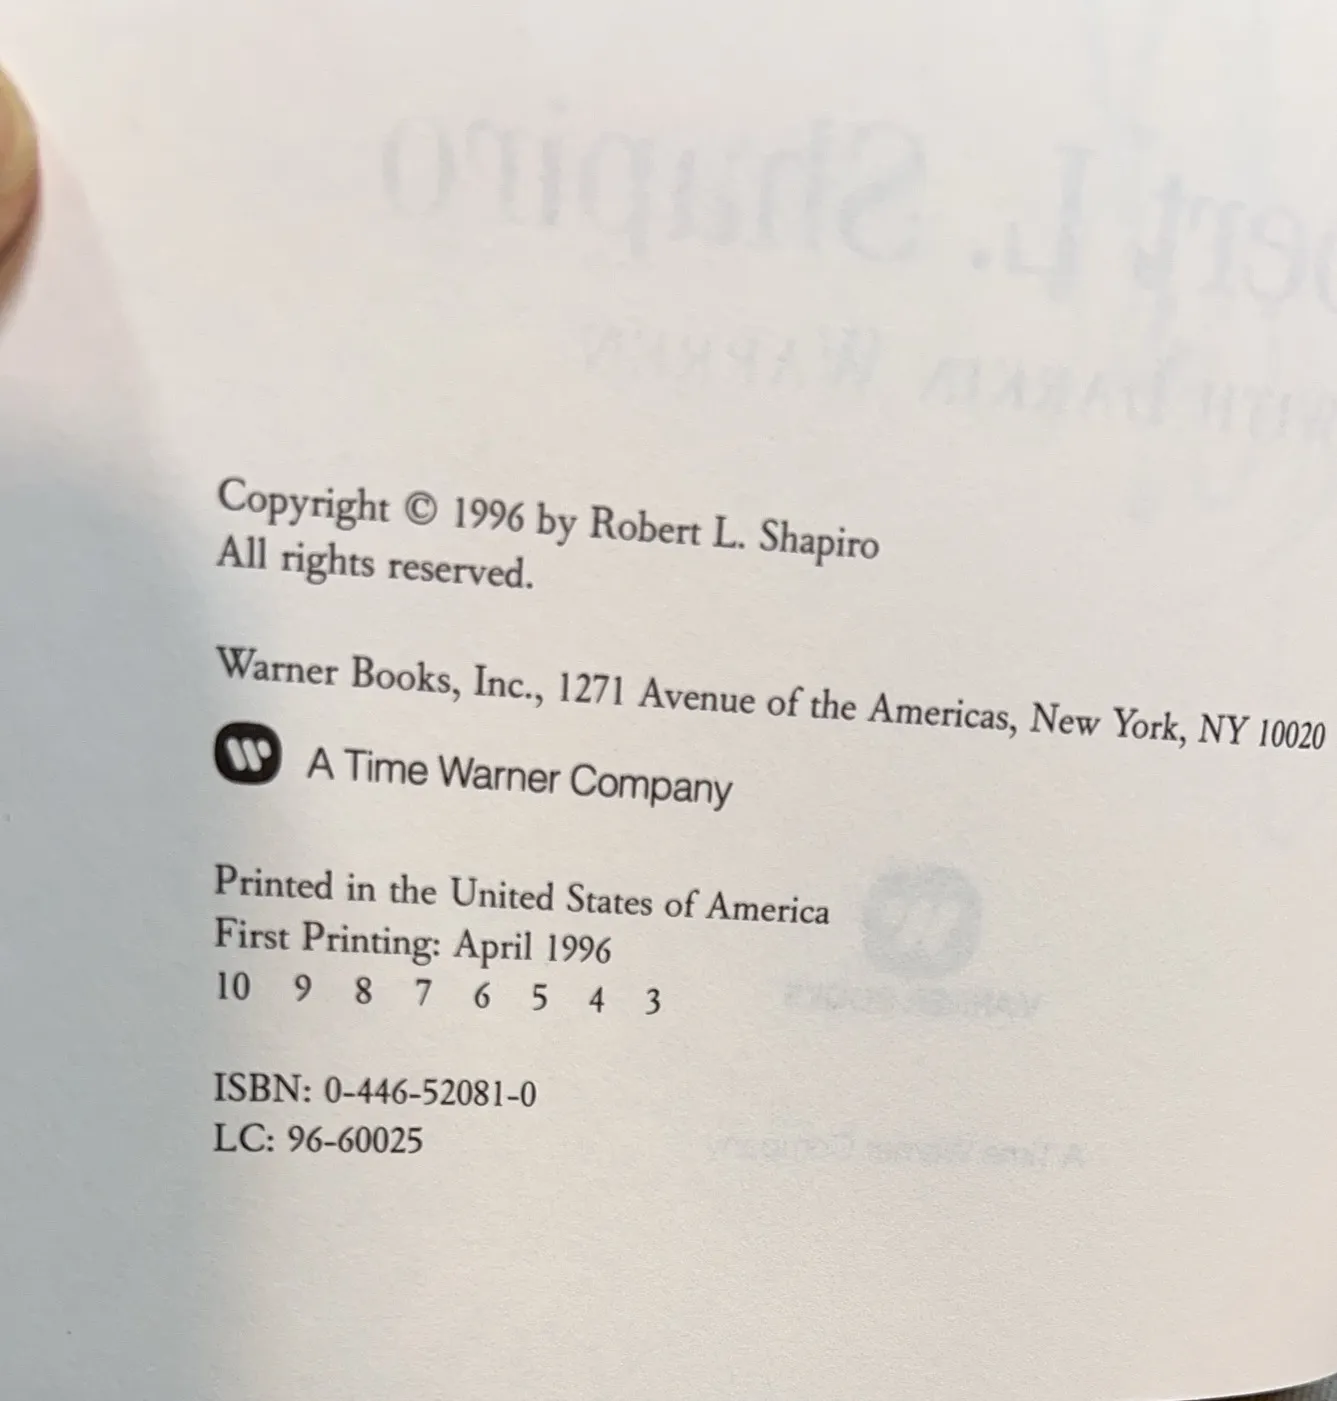 Copyright © 1996 by Robert L. Shapiro
All rights reserved.
Warner Books, Inc., 1271 Avenue of the Americas, New York, NY 10020
A Time Warner Company
Printed in the United States of America
First Printing: April 1996
10 9 8 7 6 5 4 3
ISBN: 0-446-52081-0
LC: 96-60025